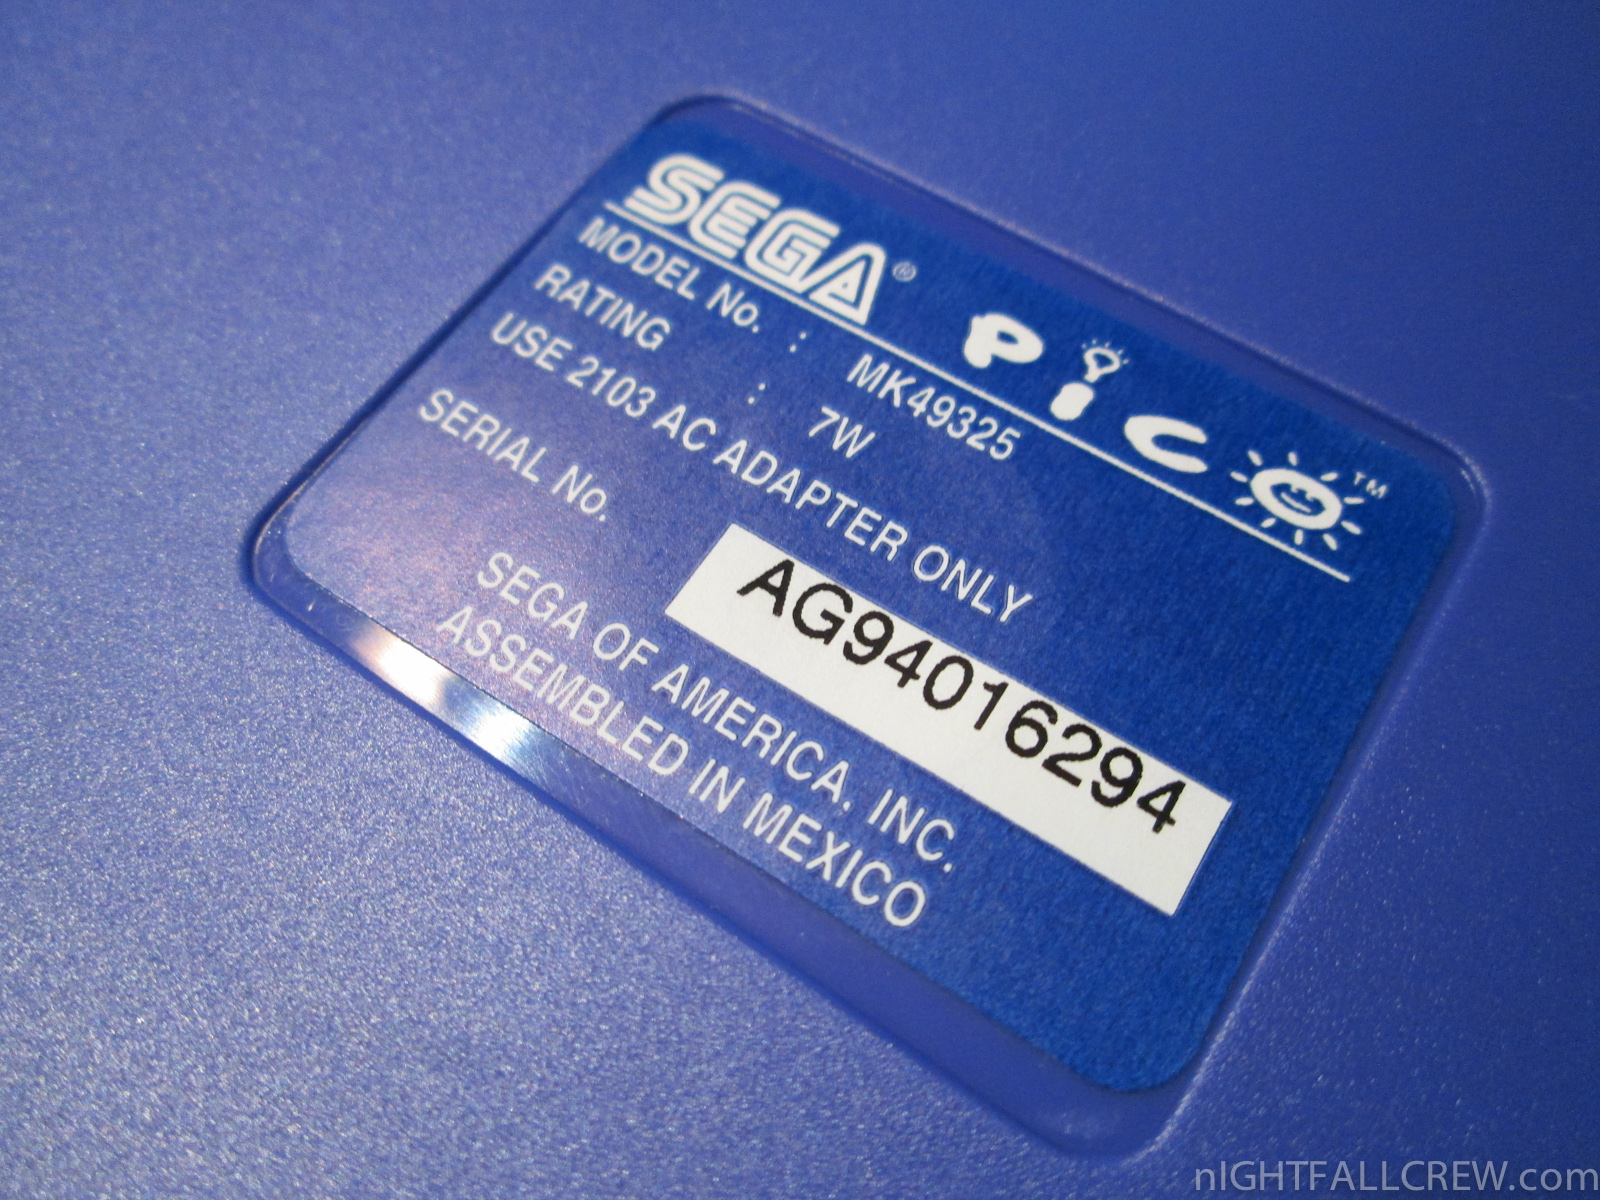 SEGA®
PiCO™
MODEL No. : MK49325
RATING : 7W
USE 2103 AC ADAPTER ONLY
SERIAL No. AG94016294
SEGA OF AMERICA, INC.
ASSEMBLED IN MEXICO
nIGHTFALLCREW.com